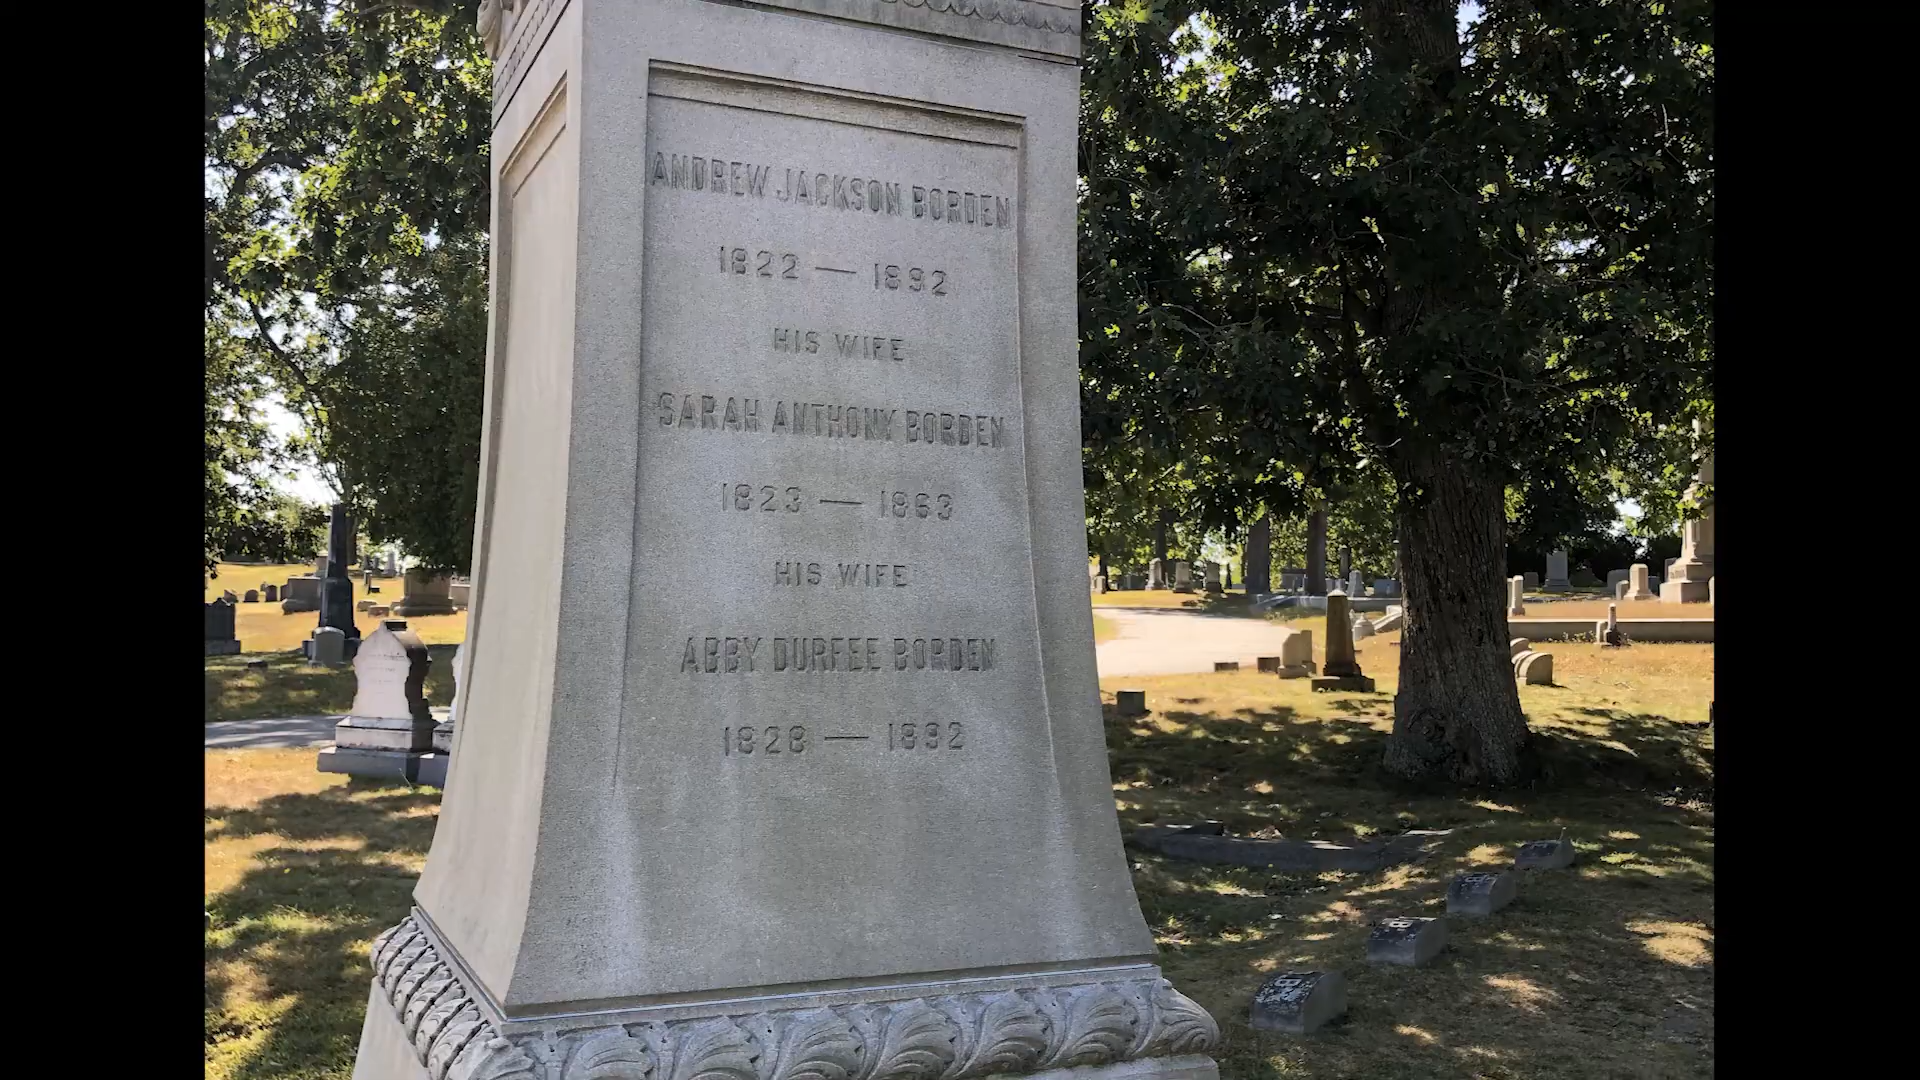 ANDREW JACKSON BORDEN
1822 — 1892
HIS WIFE
SARAH ANTHONY BORDEN
1823 — 1863
HIS WIFE
ABBY DURFEE BORDEN
1828 — 1892